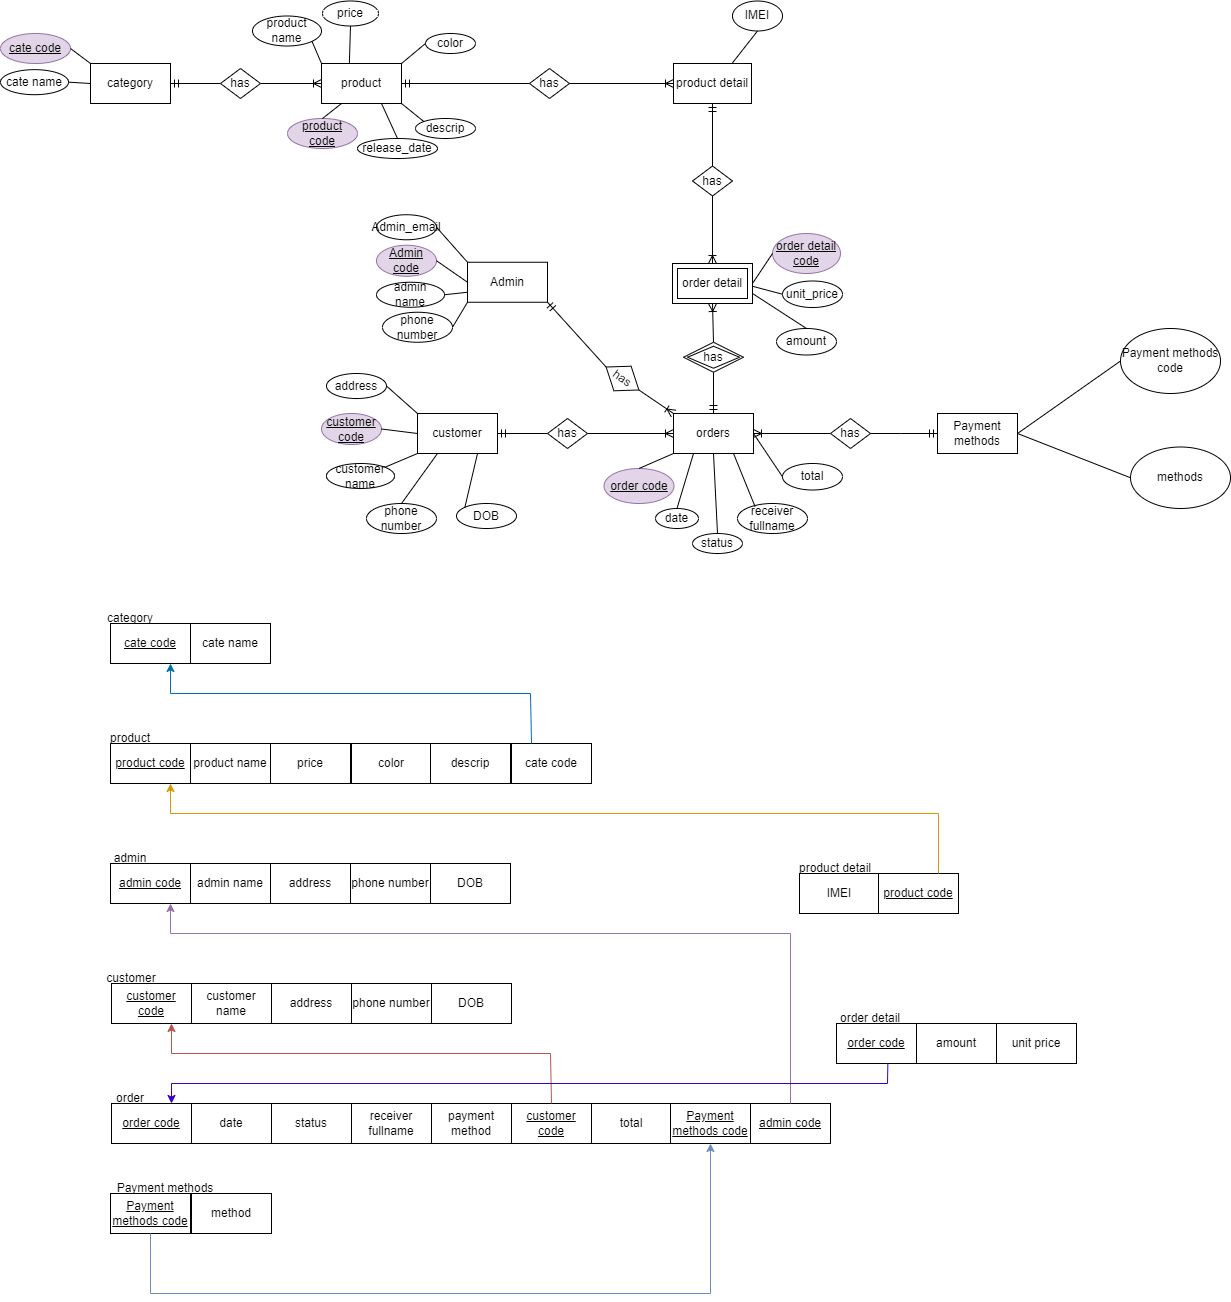 IMEI
price
product
name
color
cate code
cate name
category
has
product
has
product detail
product
code
descrip
release_date
has
Admin_email
Admin
code
admin
name
phone
number
Admin
order detail
order detail
code
unit_price
amount
has
has
address
customer
code
customer
name
phone
number
DOB
customer
has
orders
has
Payment
methods
Payment methods
code
methods
order code
date
status
receiver
fullname
total
category
cate code
cate name
product
product code
product name
price
color
descrip
cate code
admin
admin code
admin name
address
phone number
DOB
product detail
IMEI
product code
customer
customer
code
customer
name
address
phone number
DOB
order detail
order code
amount
unit price
order
order code
date
status
receiver
fullname
payment
method
customer
code
total
Payment
methods code
admin code
Payment methods
Payment
methods code
method